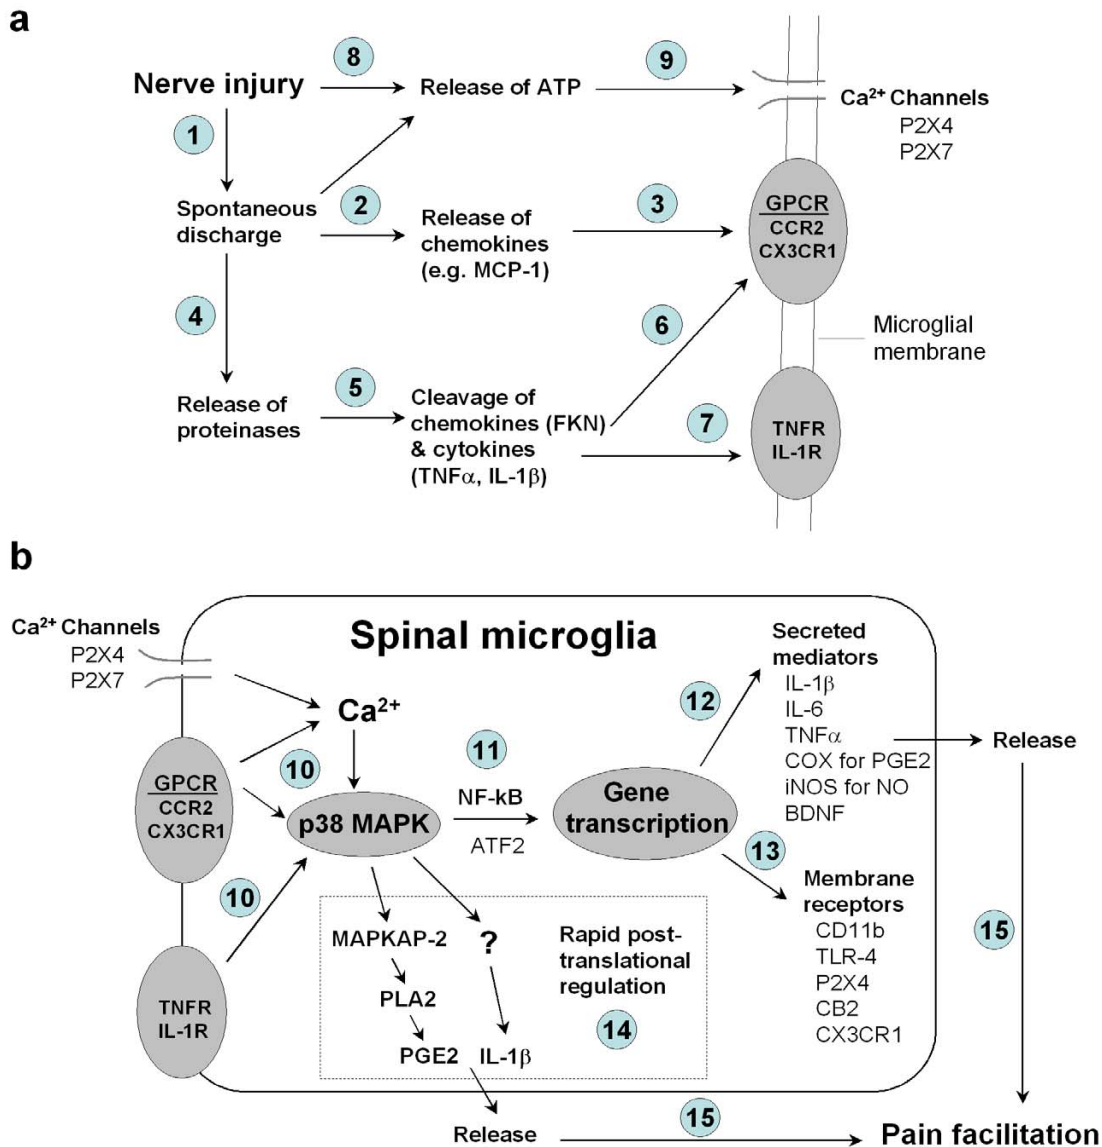 a
8
9
Nerve injury
Release of ATP
Ca²⁺ Channels
P2X4
P2X7
1
Spontaneous
discharge
2
Release of
chemokines
(e.g. MCP-1)
3
GPCR
CCR2
CX3CR1
4
6
Microglial
membrane
Release of
proteinases
5
Cleavage of
chemokines (FKN)
& cytokines
(TNFα, IL-1β)
7
TNFR
IL-1R
b
Ca²⁺ Channels
P2X4
P2X7
Spinal microglia
Ca²⁺
GPCR
CCR2
CX3CR1
10
p38 MAPK
10
TNFR
IL-1R
11
NF-kB
ATF2
Gene
transcription
12
Secreted
mediators
IL-1β
IL-6
TNFα
COX for PGE2
iNOS for NO
BDNF
Release
13
Membrane
receptors
CD11b
TLR-4
P2X4
CB2
CX3CR1
15
MAPKAP-2
?
PLA2
PGE2
IL-1β
Rapid post-
translational
regulation
14
Release
15
Pain facilitation